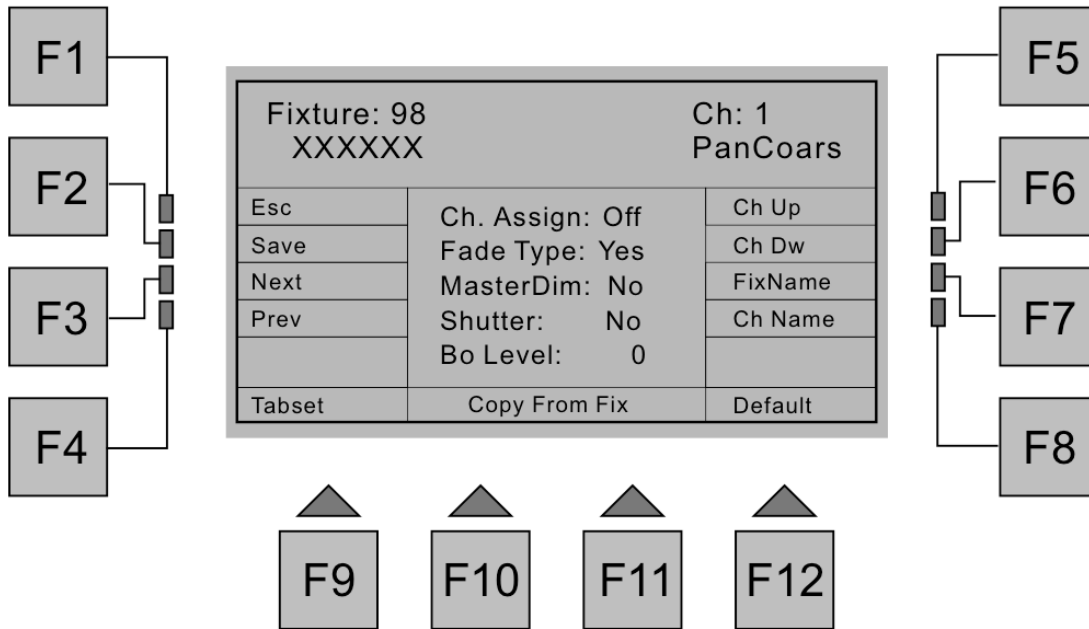 F1
F2
F3
F4
Fixture: 98 Ch: 1
XXXXXX PanCoars
Esc
Save
Next
Prev
Ch. Assign: Off
Fade Type: Yes
MasterDim: No
Shutter: No
Bo Level: 0
Ch Up
Ch Dw
FixName
Ch Name
Tabset Copy From Fix Default
F5
F6
F7
F8
F9 F10 F11 F12